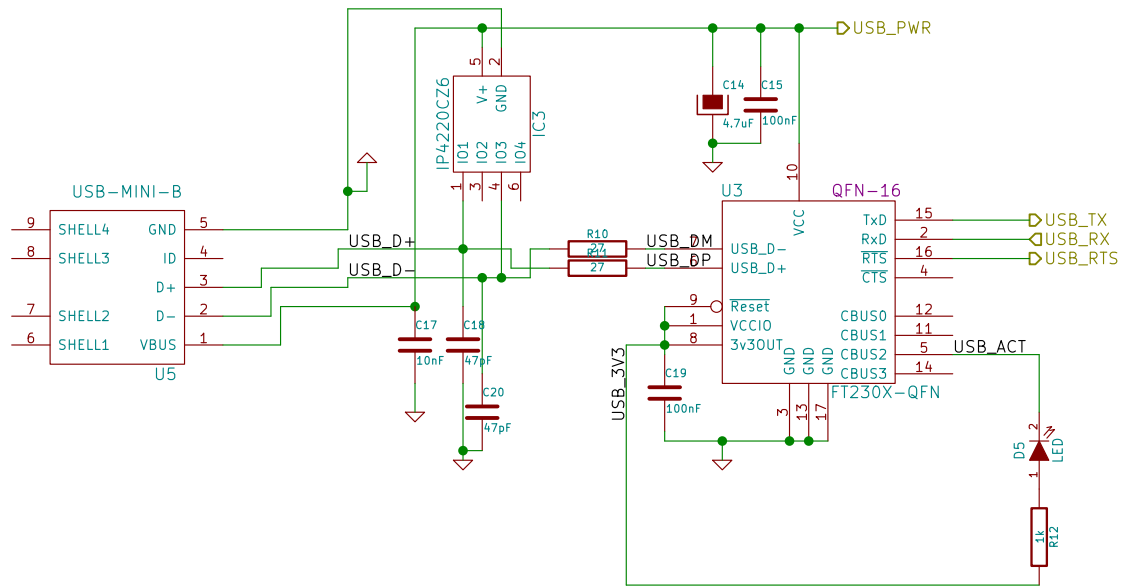 USB_PWR
5
2
V+
GND
IP4220CZ6
IC3
IO1
IO2
IO3
IO4
1
3
4
6
C14
4.7uF
C15
100nF
USB-MINI-B
9
SHELL4
GND
5
8
SHELL3
ID
4
D+
3
7
SHELL2
D-
2
6
SHELL1
VBUS
1
U5
USB_D+
USB_D-
C17
10nF
C18
47pF
C20
47pF
R10
27
R11
27
USB_DM
7
USB_DP
6
U3
QFN-16
10
VCC
USB_D-
USB_D+
9
Reset
1
VCCIO
8
3v3OUT
GND
GND
GND
3
13
17
TxD
15
USB_TX
RxD
2
USB_RX
RTS
16
USB_RTS
CTS
4
CBUS0
12
CBUS1
11
CBUS2
5
USB_ACT
CBUS3
14
FT230X-QFN
USB_3V3
C19
100nF
2
D5
LED
1
1k
R12